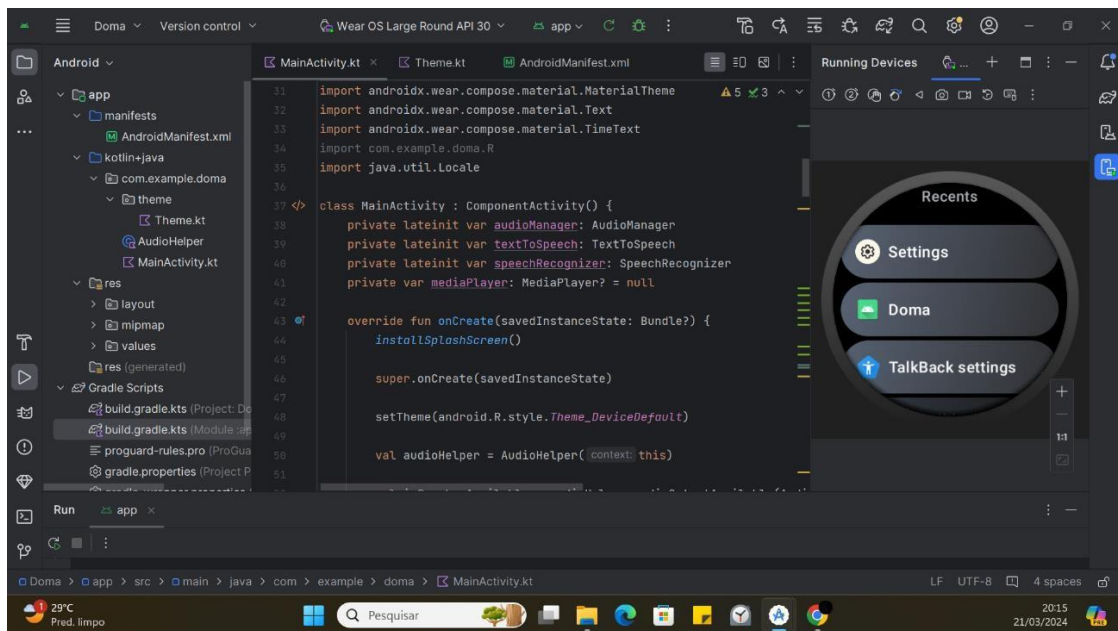 Doma
Version control
Wear OS Large Round API 30
app
Android
MainActivity.kt
Theme.kt
AndroidManifest.xml
Running Devices
app
manifests
AndroidManifest.xml
kotlin+java
com.example.doma
theme
Theme.kt
AudioHelper
MainActivity.kt
res
layout
mipmap
values
res (generated)
Gradle Scripts
build.gradle.kts (Project: Do
build.gradle.kts (Module :ap
proguard-rules.pro (ProGua
gradle.properties (Project P
5 3
31 import androidx.wear.compose.material.MaterialTheme
32 import androidx.wear.compose.material.Text
33 import androidx.wear.compose.material.TimeText
34 import com.example.doma.R
35 import java.util.Locale
36
37 class MainActivity : ComponentActivity() {
38 private lateinit var audioManager: AudioManager
39 private lateinit var textToSpeech: TextToSpeech
40 private lateinit var speechRecognizer: SpeechRecognizer
41 private var mediaPlayer: MediaPlayer? = null
42
43 override fun onCreate(savedInstanceState: Bundle?) {
44 installSplashScreen()
45
46 super.onCreate(savedInstanceState)
47
48 setTheme(android.R.style.Theme_DeviceDefault)
49
50 val audioHelper = AudioHelper( context: this)
51
Recents
Settings
Doma
TalkBack settings
1:1
Run
app
Doma > app > src > main > java > com > example > doma > MainActivity.kt
LF UTF-8 4 spaces
1
29°C
Pred. limpo
Pesquisar
20:15
21/03/2024
PRE